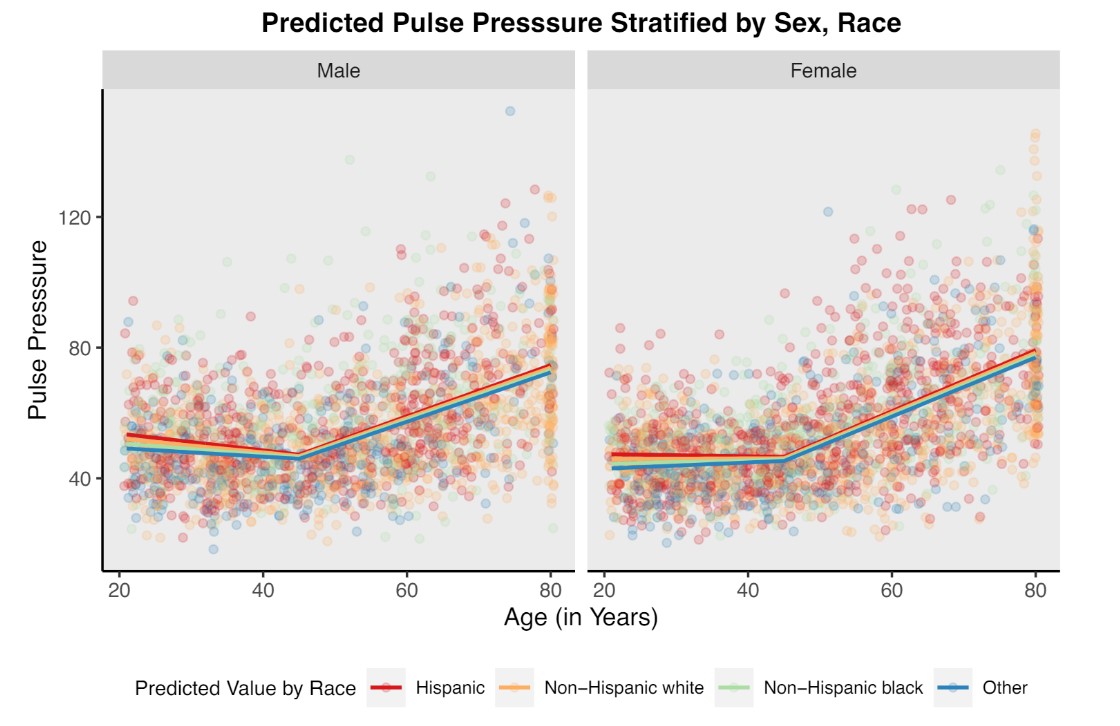 Predicted Pulse Presssure Stratified by Sex, Race
Male Female
Pulse Presssure
120
80
40
20 40 60 80 20 40 60 80
Age (in Years)
Predicted Value by Race Hispanic Non−Hispanic white Non−Hispanic black Other